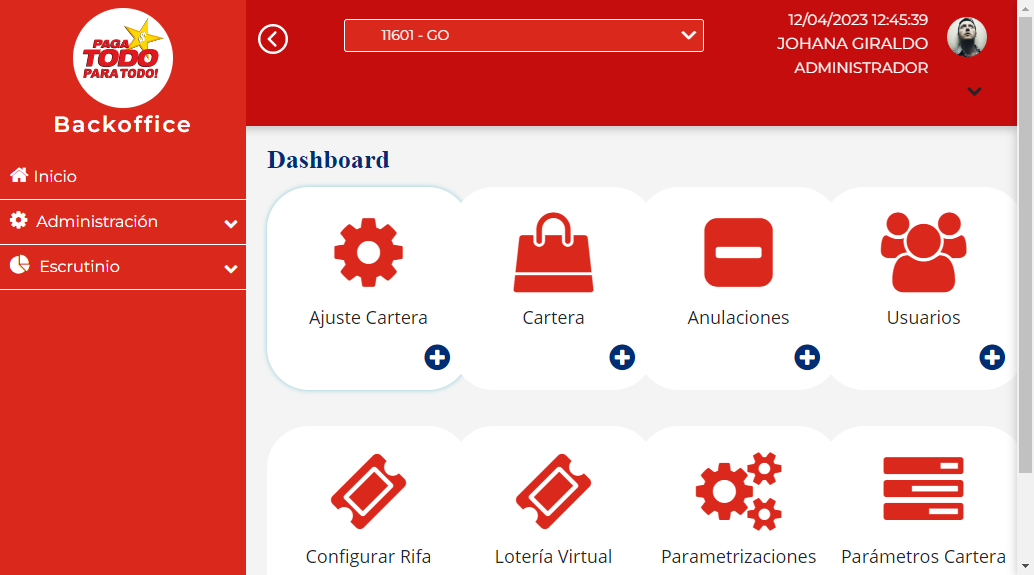 PAGA
TODO
PARA TODO!
Backoffice
Inicio
Administración
Escrutinio
11601 - GO
12/04/2023 12:45:39
JOHANA GIRALDO
ADMINISTRADOR
Dashboard
Ajuste Cartera
Cartera
Anulaciones
Usuarios
Configurar Rifa
Lotería Virtual
Parametrizaciones
Parámetros Cartera